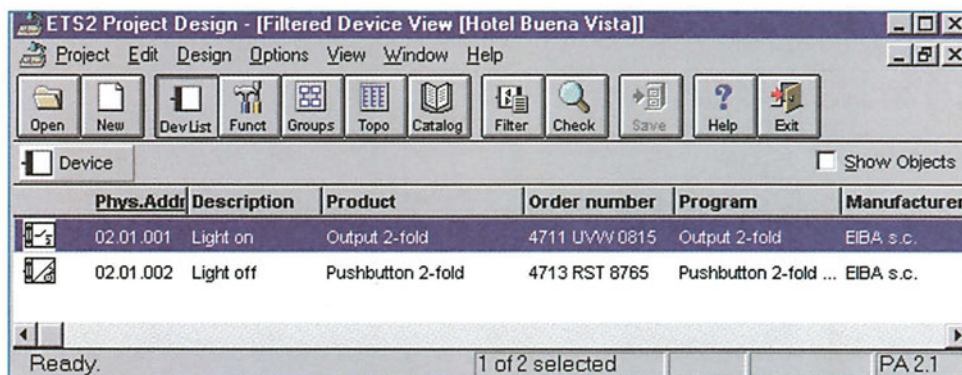 ETS2 Project Design - [Filtered Device View [Hotel Buena Vista]]
Project Edit Design Options View Window Help
Open New Dev List Funct Groups Topo Catalog Filter Check Save Help Exit
Device Show Objects
Phys.Addr Description Product Order number Program Manufacturer
02.01.001 Light on Output 2-fold 4711 UVW 0815 Output 2-fold EIBA s.c.
02.01.002 Light off Pushbutton 2-fold 4713 RST 8765 Pushbutton 2-fold ... EIBA s.c.
Ready. 1 of 2 selected PA 2.1